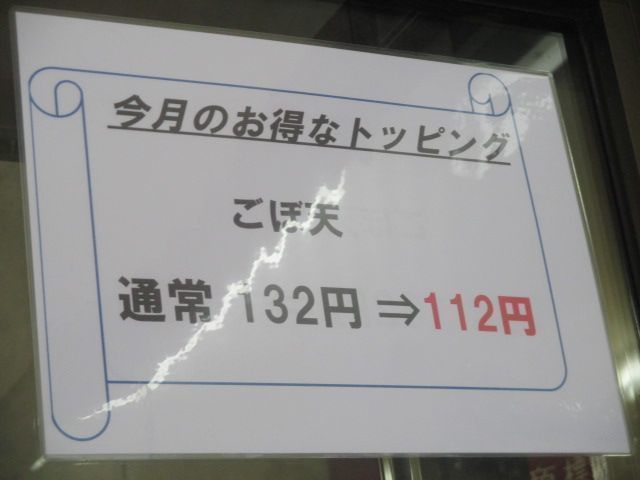 今月のお得なトッピング
ごぼ天
通常 132円 ⇒112円